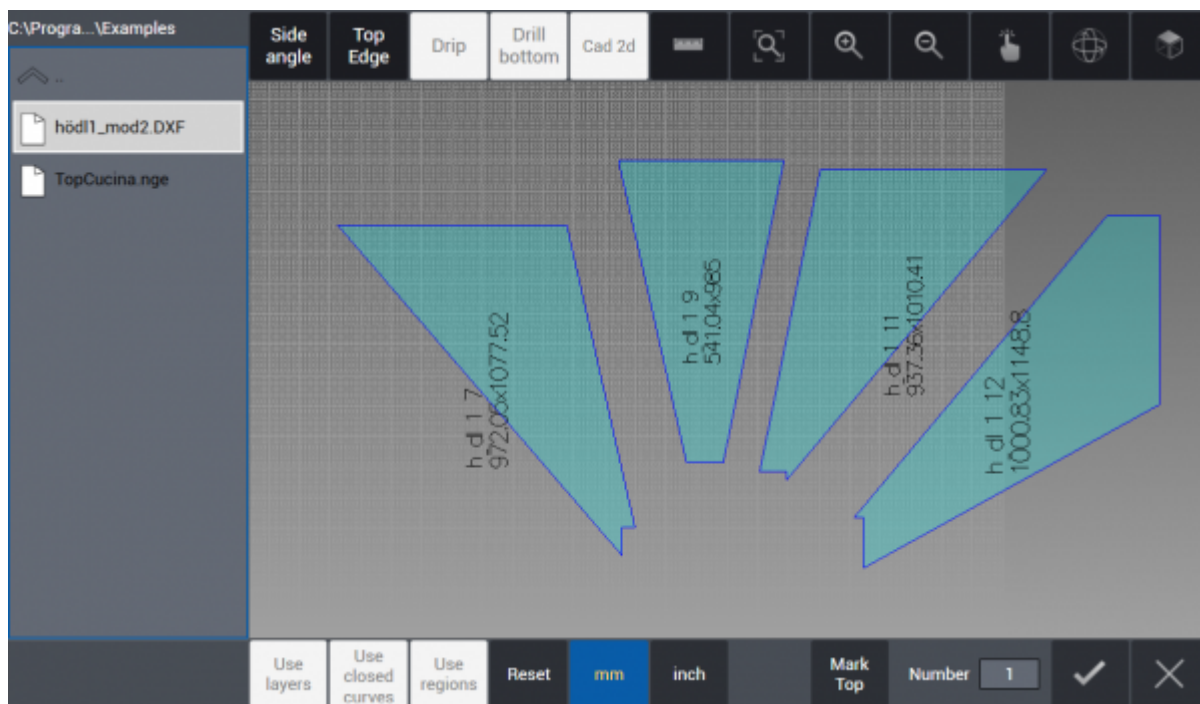 C:\Progra...\Examples
Side angle
Top Edge
Drip
Drill bottom
Cad 2d
..
hödl1_mod2.DXF
TopCucina.nge
h dl 1 7
972.06x1077.52
h dl 1 9
541.04x985
h dl 1 11
937.36x1010.41
h dl 1 12
1000.83x1148.8
Use layers
Use closed curves
Use regions
Reset
mm
inch
Mark Top
Number 1